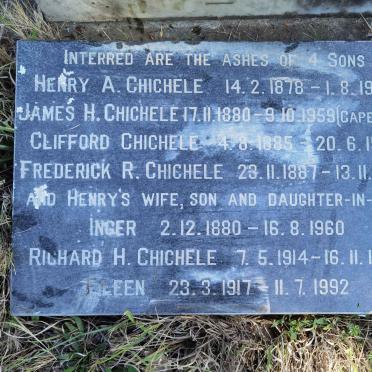 INTERRED ARE THE ASHES OF 4 SONS
HENRY A. CHICHELE 14.2.1878 - 1.8.19
JAMES H. CHICHELE 17.11.1880 - 9.10.1959 (CAPE
CLIFFORD CHICHELE 4.8.1885 - 20.6.1
FREDERICK R. CHICHELE 23.11.1887 - 13.11.
AND HENRY'S WIFE, SON AND DAUGHTER-IN-
INGER 2.12.1880 - 16.8.1960
RICHARD H. CHICHELE 7.5.1914 - 16.11.1
EILEEN 23.3.1917 - 11.7.1992